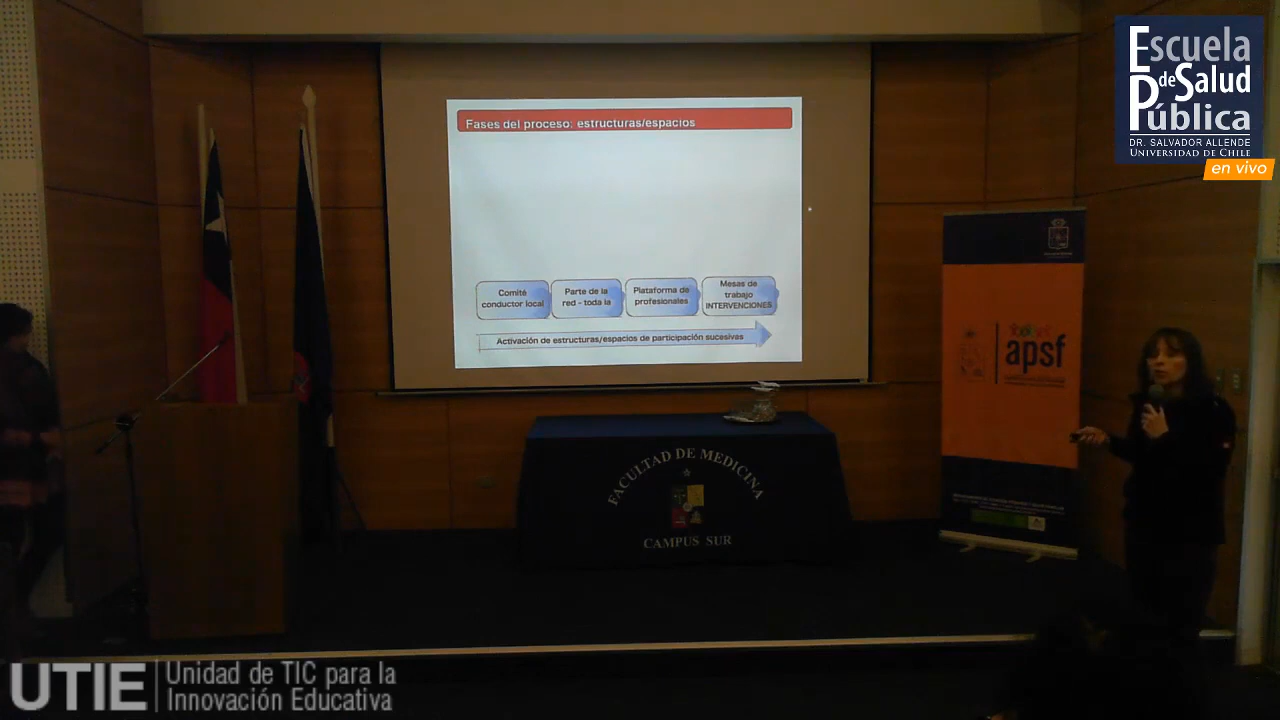 Escuela
de Salud
Pública
DR. SALVADOR ALLENDE
UNIVERSIDAD DE CHILE
en vivo
Fases del proceso: estructuras/espacios
Comité
conductor local
Parte de la
red - toda la
Plataforma de
profesionales
Mesas de
trabajo
INTERVENCIONES
Activación de estructuras/espacios de participación sucesivas
apsf
FACULTAD DE MEDICINA
CAMPUS SUR
UTIE
Unidad de TIC para la
Innovación Educativa